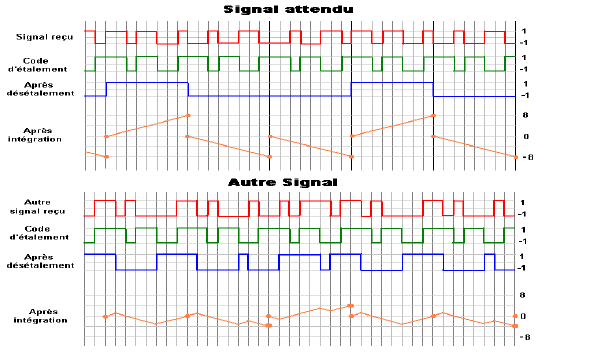 Signal attendu
Signal reçu
1
-1
Code
d'étalement
1
-1
Après
désétalement
1
-1
Après
intégration
8
0
-8
Autre Signal
Autre
signal reçu
1
-1
Code
d'étalement
1
-1
Après
désétalement
1
-1
Après
intégration
8
0
-8